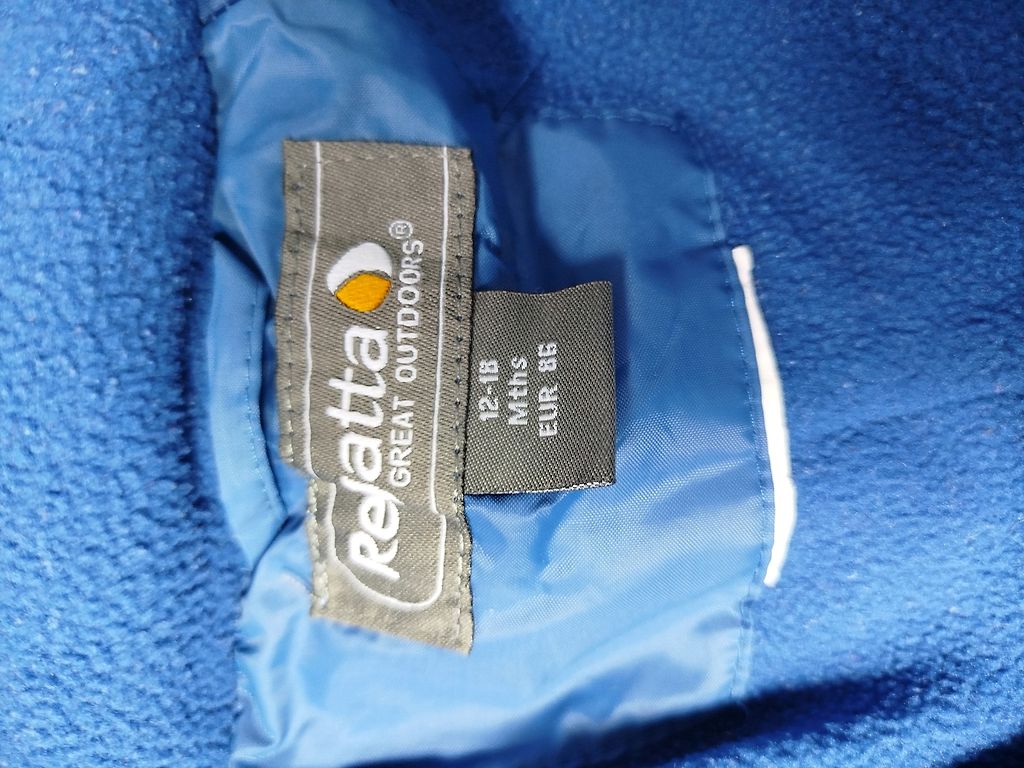 Regatta
GREAT OUTDOORS®
12-18
Mths
EUR 86